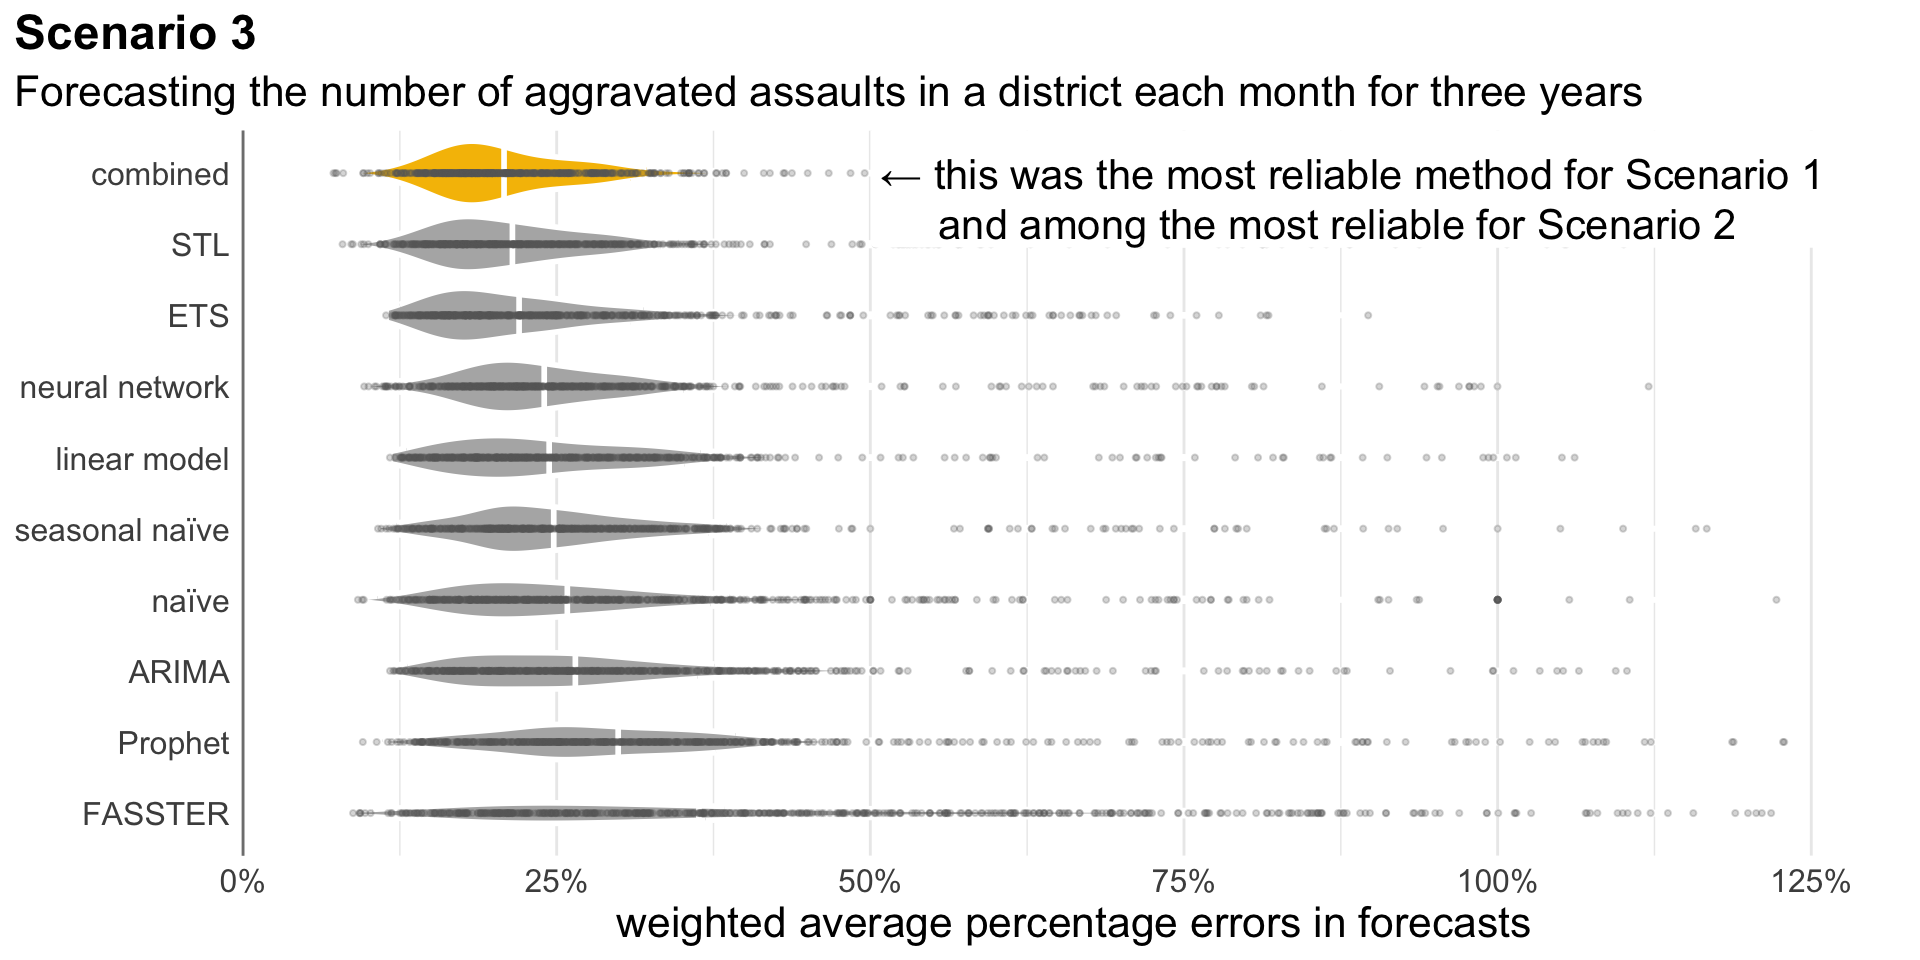 Scenario 3
Forecasting the number of aggravated assaults in a district each month for three years
combined
← this was the most reliable method for Scenario 1
and among the most reliable for Scenario 2
STL
ETS
neural network
linear model
seasonal naïve
naïve
ARIMA
Prophet
FASSTER
0% 25% 50% 75% 100% 125%
weighted average percentage errors in forecasts